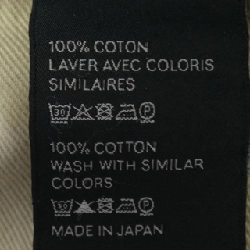 100% COTON
LAVER AVEC COLORIS
SIMILAIRES
100% COTTON
WASH WITH SIMILAR
COLORS
MADE IN JAPAN